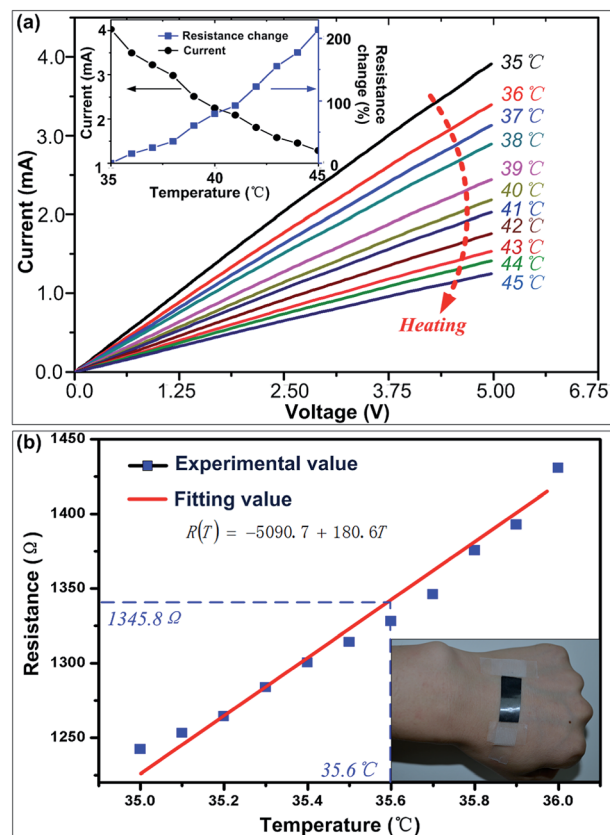 (a)
Resistance change
Current
Current (mA)
4
3
2
1
200
100
0
Resistance
change (%)
35
40
45
Temperature (℃)
4.0
3.0
2.0
1.0
0.0
Current (mA)
35℃
36℃
37℃
38℃
39℃
40℃
41℃
42℃
43℃
44℃
45℃
Heating
0.0
1.25
2.50
3.75
5.00
6.75
Voltage (V)
(b)
1450
1400
1350
1300
1250
Resistance (Ω)
Experimental value
Fitting value
R(T) = -5090.7 + 180.6T
1345.8 Ω
35.6℃
35.0
35.2
35.4
35.6
35.8
36.0
Temperature (℃)